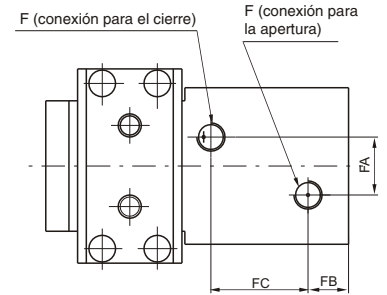 F (conexión para el cierre)
F (conexión para
la apertura)
FA
FC
FB